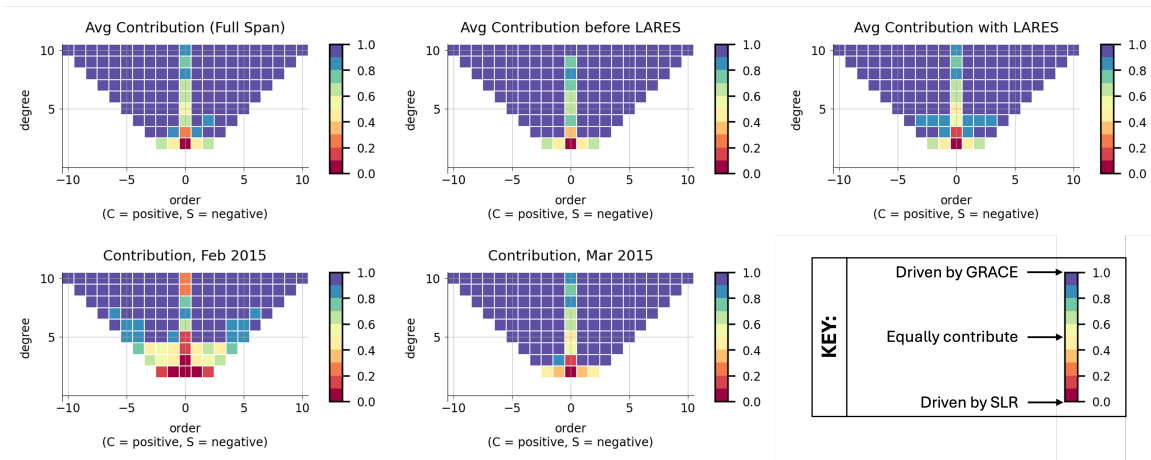 Avg Contribution (Full Span)
degree
10
5
−10
−5
0
5
10
order
(C = positive, S = negative)
1.0
0.8
0.6
0.4
0.2
0.0
Avg Contribution before LARES
degree
10
5
−10
−5
0
5
10
order
(C = positive, S = negative)
1.0
0.8
0.6
0.4
0.2
0.0
Avg Contribution with LARES
degree
10
5
−10
−5
0
5
10
order
(C = positive, S = negative)
1.0
0.8
0.6
0.4
0.2
0.0
Contribution, Feb 2015
degree
10
5
−10
−5
0
5
10
order
(C = positive, S = negative)
1.0
0.8
0.6
0.4
0.2
0.0
Contribution, Mar 2015
degree
10
5
−10
−5
0
5
10
order
(C = positive, S = negative)
1.0
0.8
0.6
0.4
0.2
0.0
KEY:
Driven by GRACE
Equally contribute
Driven by SLR
1.0
0.8
0.6
0.4
0.2
0.0